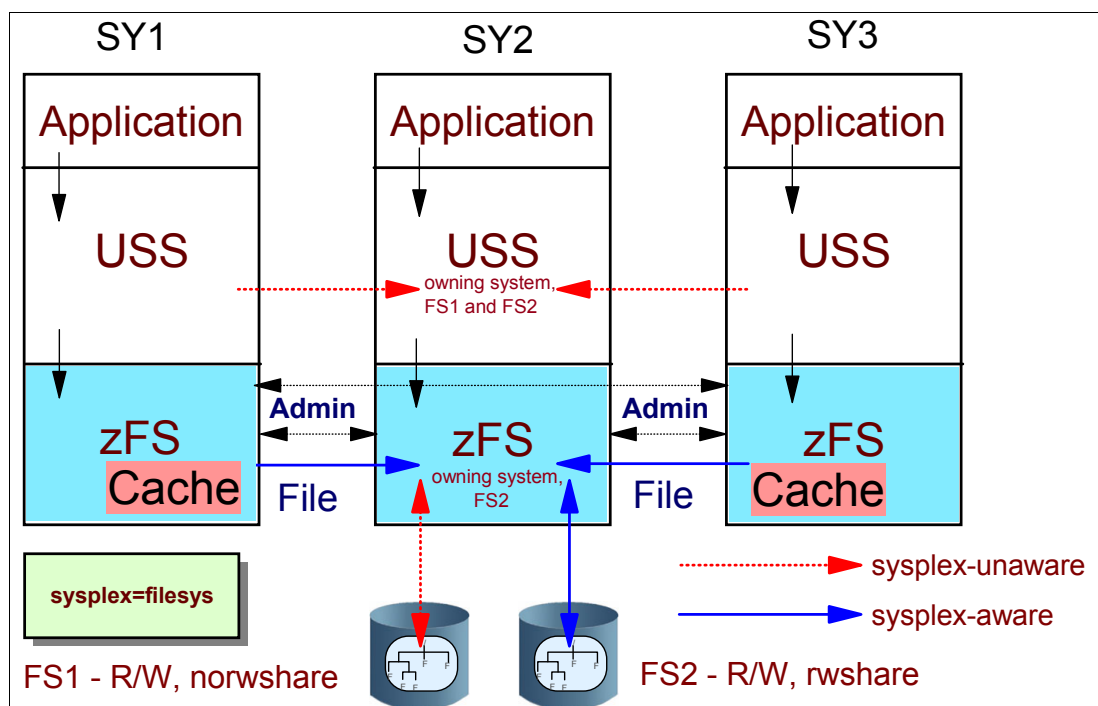 SY1
SY2
SY3
Application
Application
Application
USS
USS
USS
owning system,
FS1 and FS2
Admin
Admin
zFS
zFS
zFS
Cache
owning system,
FS2
Cache
File
File
sysplex=filesys
sysplex-unaware
sysplex-aware
/
F
F
F
F
F
/
F
F
F
F
F
FS1 - R/W, norwshare
FS2 - R/W, rwshare